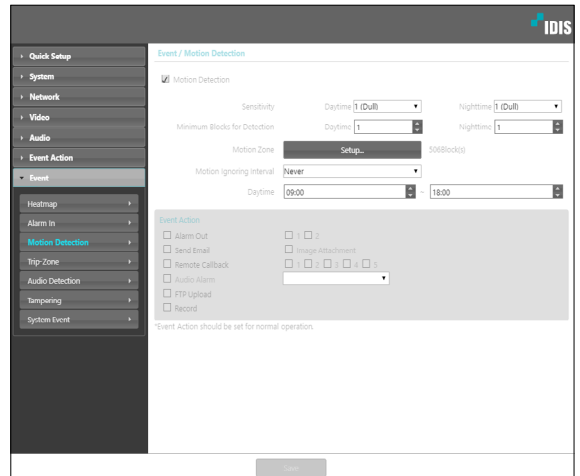 IDIS
Quick Setup
System
Network
Video
Audio
Event Action
Event
Heatmap
Alarm In
Motion Detection
Trip-Zone
Audio Detection
Tampering
System Event
Event / Motion Detection
Motion Detection
Sensitivity Daytime 1 (Dull) Nighttime 1 (Dull)
Minimum Blocks for Detection Daytime 1 Nighttime 1
Motion Zone Setup... 506Block(s)
Motion Ignoring Interval Never
Daytime 09:00 ~ 18:00
Event Action
Alarm Out 1 2
Send Email Image Attachment
Remote Callback 1 2 3 4 5
Audio Alarm
FTP Upload
Record
*Event Action should be set for normal operation.
Save